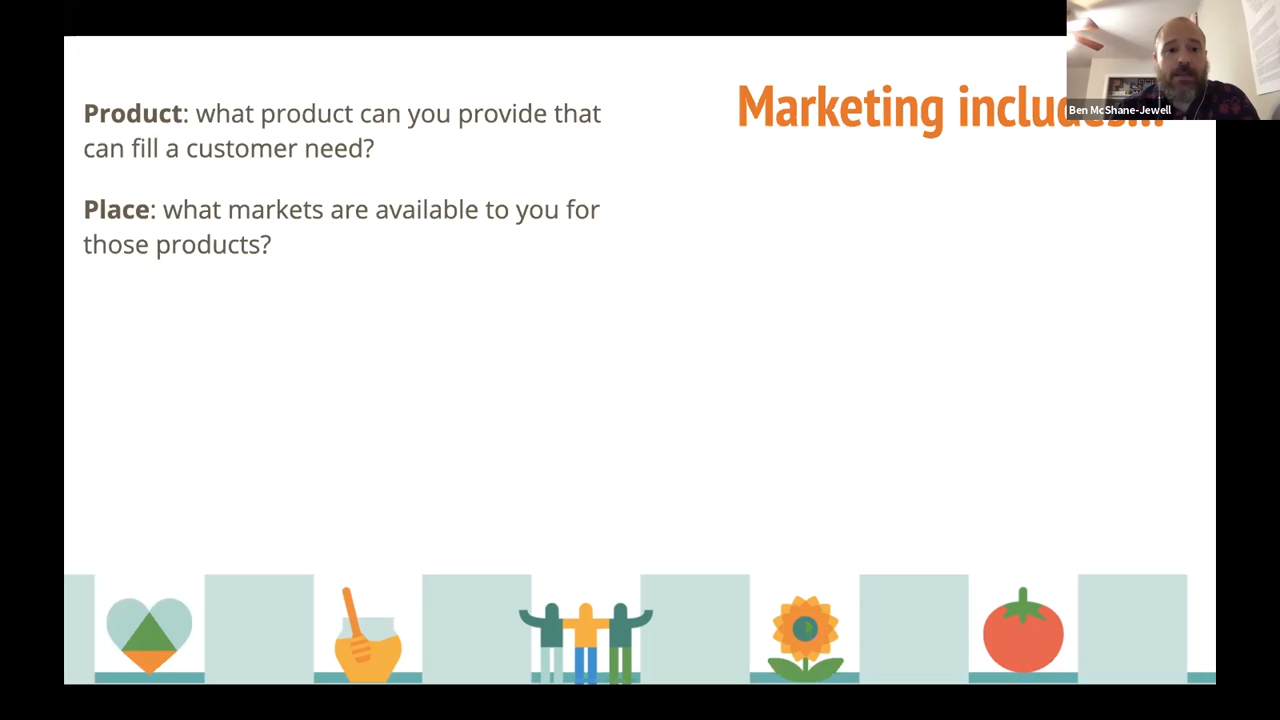 Product: what product can you provide that
can fill a customer need?
Place: what markets are available to you for
those products?
Marketing includes...
Ben McShane-Jewell